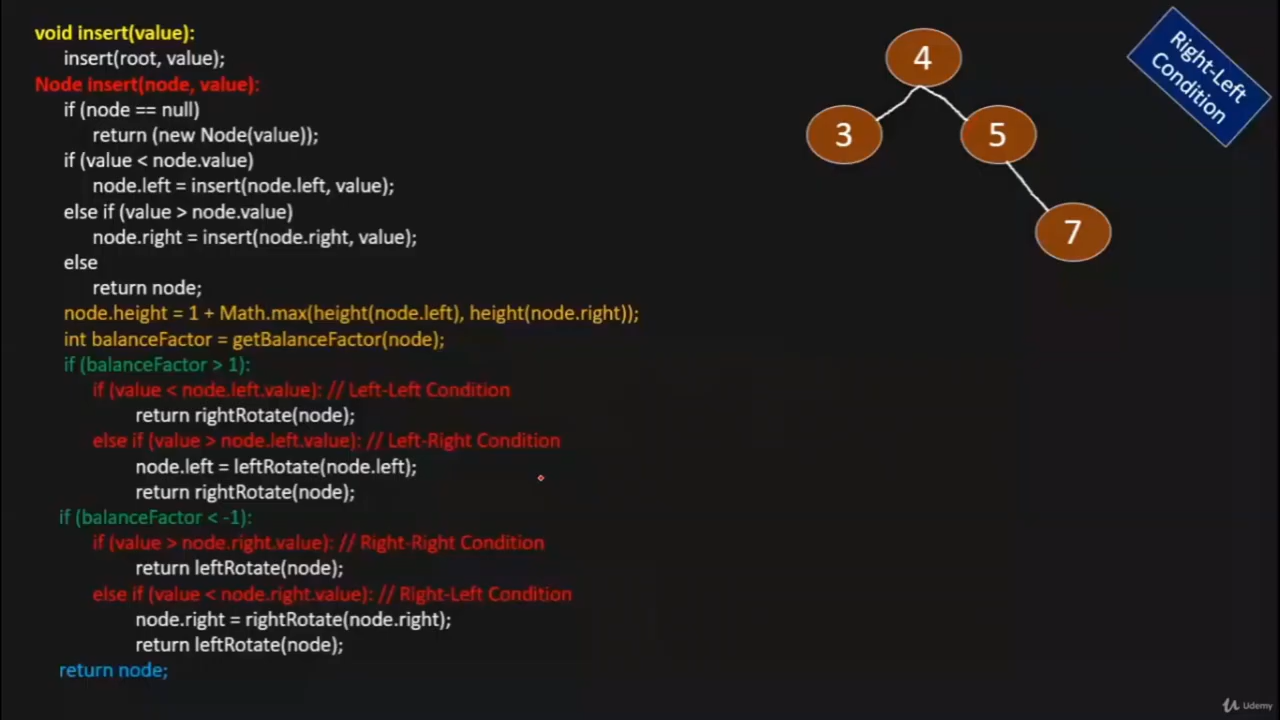 void insert(value):
insert(root, value);
Node insert(node, value):
if (node == null)
return (new Node(value));
if (value < node.value)
node.left = insert(node.left, value);
else if (value > node.value)
node.right = insert(node.right, value);
else
return node;
node.height = 1 + Math.max(height(node.left), height(node.right));
int balanceFactor = getBalanceFactor(node);
if (balanceFactor > 1):
if (value < node.left.value): // Left-Left Condition
return rightRotate(node);
else if (value > node.left.value): // Left-Right Condition
node.left = leftRotate(node.left);
return rightRotate(node);
if (balanceFactor < -1):
if (value > node.right.value): // Right-Right Condition
return leftRotate(node);
else if (value < node.right.value): // Right-Left Condition
node.right = rightRotate(node.right);
return leftRotate(node);
return node;
4
3
5
7
Right-Left
Condition
Udemy